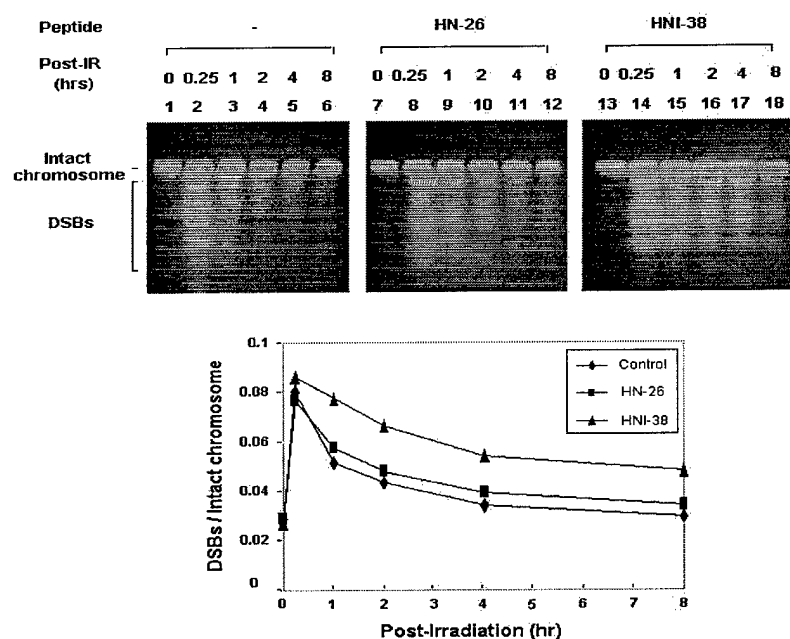 Peptide - HN-26 HNI-38
Post-IR (hrs) 0 0.25 1 2 4 8 0 0.25 1 2 4 8 0 0.25 1 2 4 8
1 2 3 4 5 6 7 8 9 10 11 12 13 14 15 16 17 18
Intact chromosome
DSBs
DSBs / Intact chromosome
0.1
0.08
0.06
0.04
0.02
0
Control
HN-26
HNI-38
0 1 2 3 4 5 6 7 8
Post-Irradiation (hr)